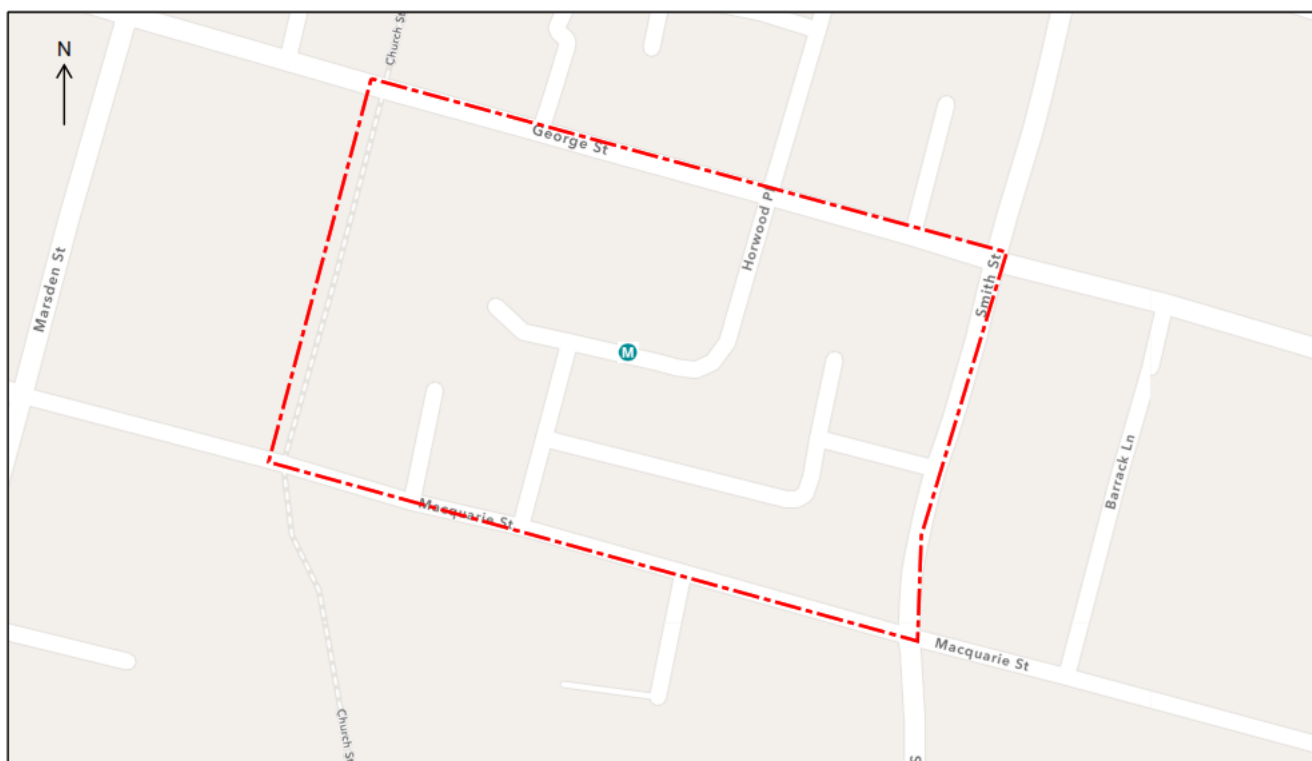 N
Church St
George St
Horwood Pl
Smith St
Marsden St
M
Barrack Ln
Macquarie St
Macquarie St
Church St
S